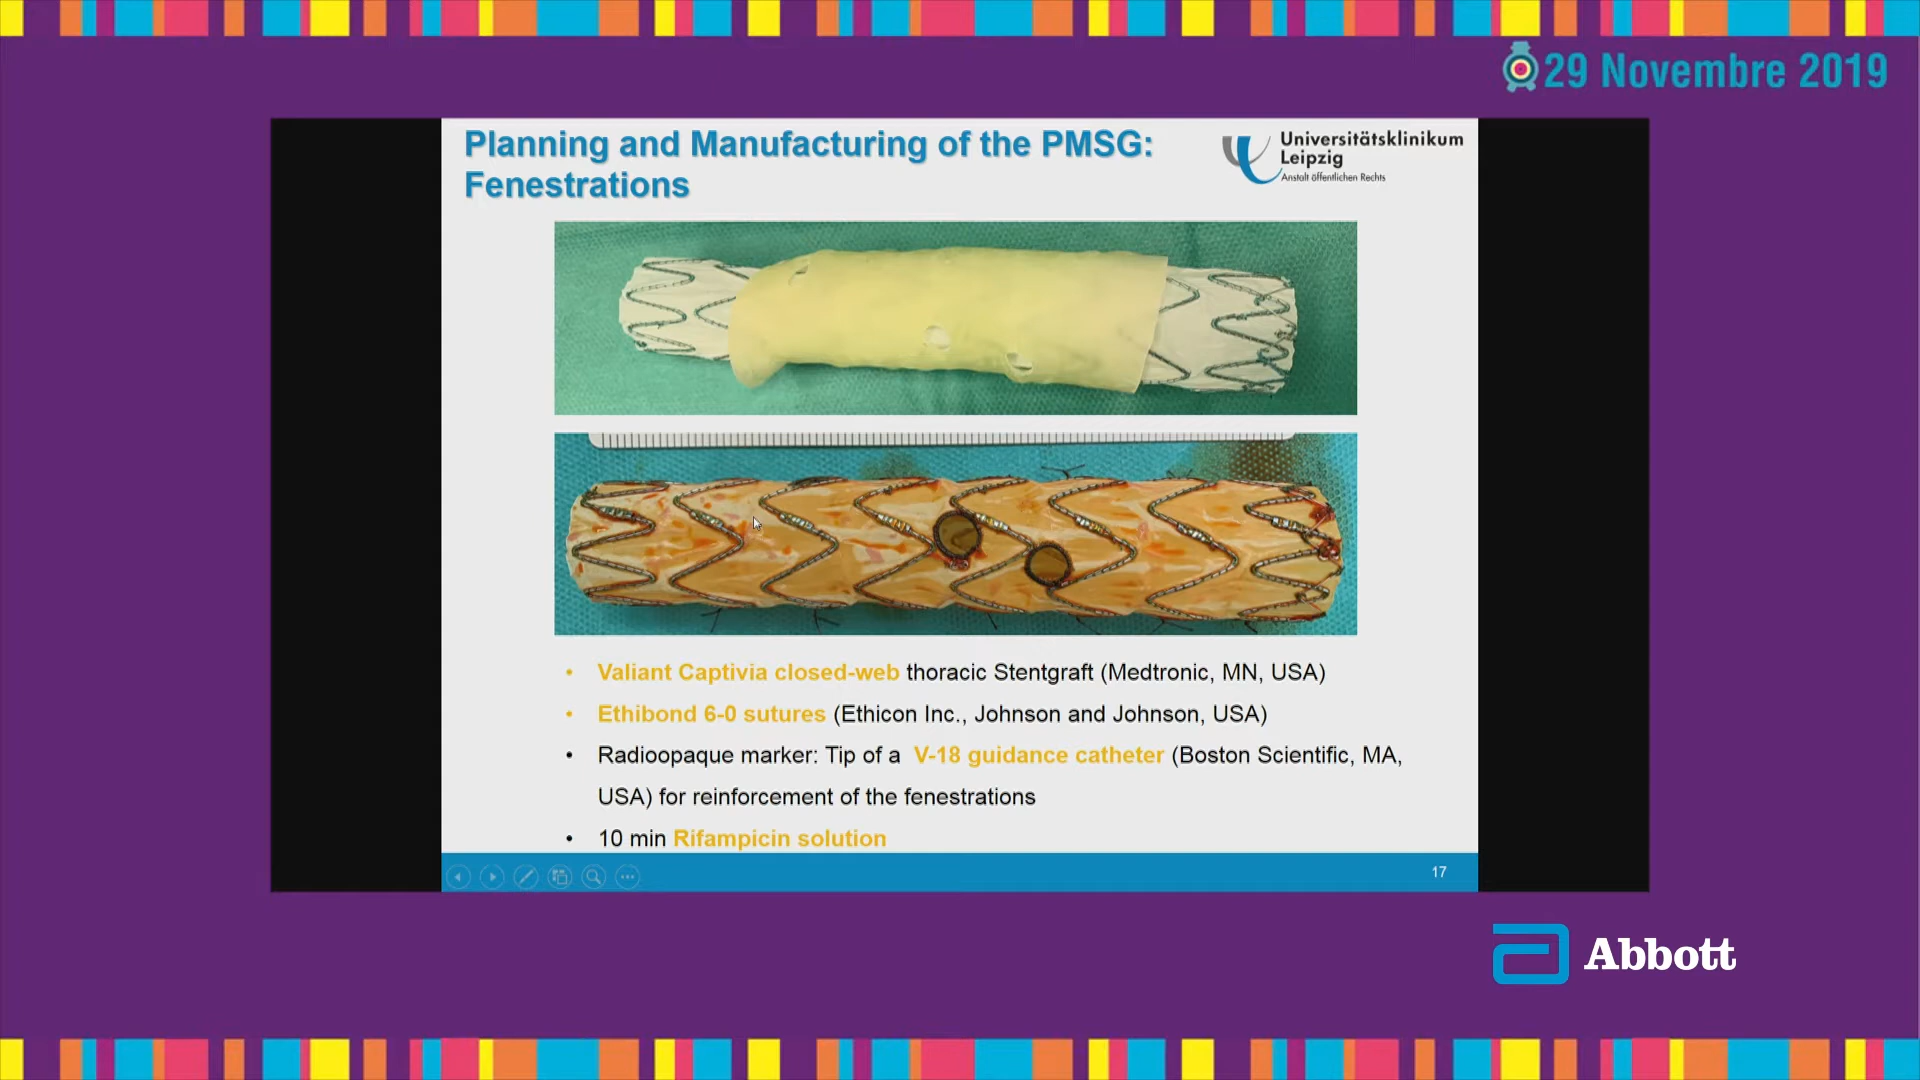 29 Novembre 2019
Planning and Manufacturing of the PMSG:
Fenestrations
Universitätsklinikum
Leipzig
Anstalt öffentlichen Rechts
• Valiant Captivia closed-web thoracic Stentgraft (Medtronic, MN, USA)
• Ethibond 6-0 sutures (Ethicon Inc., Johnson and Johnson, USA)
• Radioopaque marker: Tip of a V-18 guidance catheter (Boston Scientific, MA,
USA) for reinforcement of the fenestrations
• 10 min Rifampicin solution
17
Abbott